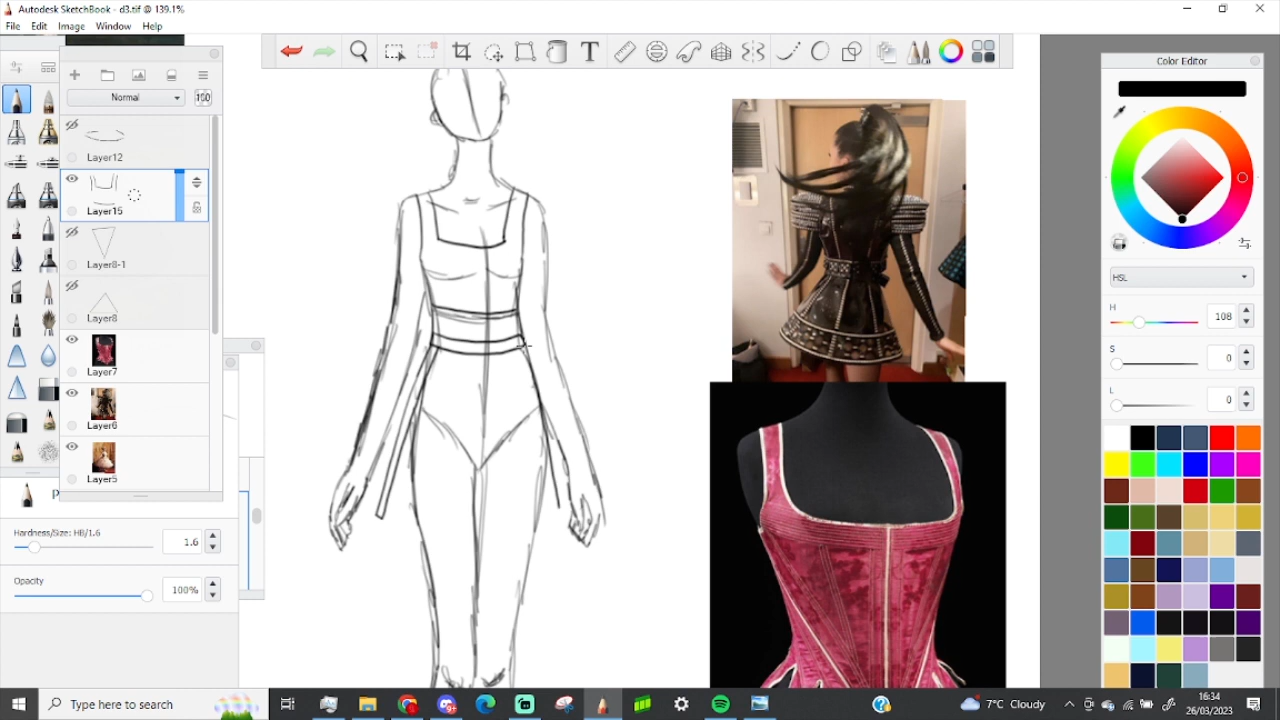 Autodesk SketchBook - d3.tif @ 139.1%
File Edit Image Window Help
Normal
100
Layer12
Layer15
Layer8-1
Layer8
Layer7
Layer6
Layer5
P
Hardness/Size: HB/1.6
1.6
Opacity
100%
T
Color Editor
HSL
H
108
S
0
L
0
Type here to search
7°C Cloudy
16:34
26/03/2023